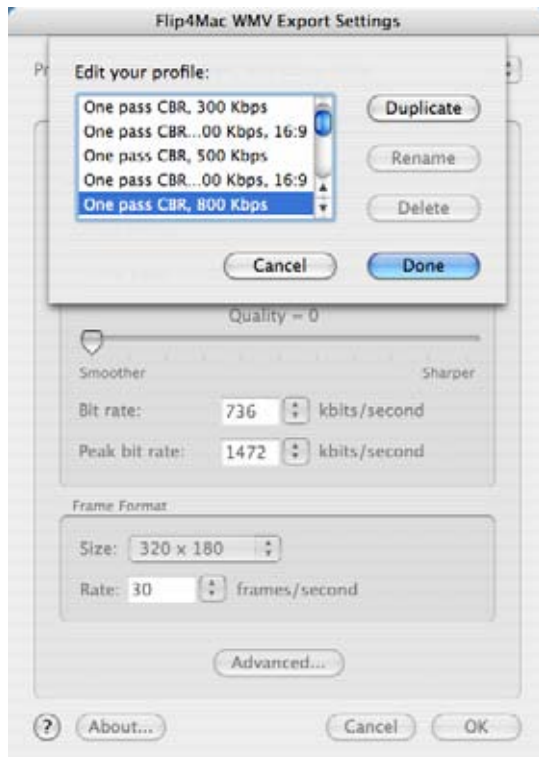 Flip4Mac WMV Export Settings
Pr
Edit your profile:
One pass CBR, 300 Kbps
One pass CBR...00 Kbps, 16:9
One pass CBR, 500 Kbps
One pass CBR...00 Kbps, 16:9
One pass CBR, 800 Kbps
Duplicate
Rename
Delete
Cancel
Done
Quality = 0
Smoother
Sharper
Bit rate: 736 kbits/second
Peak bit rate: 1472 kbits/second
Frame Format
Size: 320 x 180
Rate: 30 frames/second
Advanced...
? About... Cancel OK